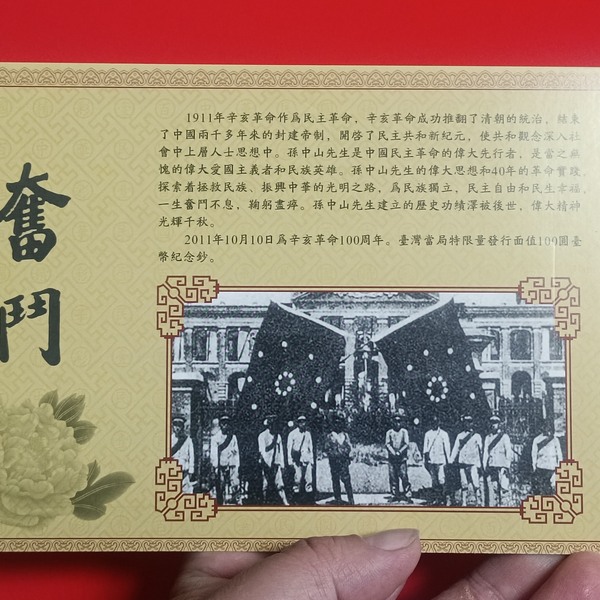 奮
鬥
1911年辛亥革命作爲民主革命，辛亥革命成功推翻了清朝的統治，結束
了中國兩千多年來的封建帝制，開啓了民主共和新紀元，使共和觀念深入社
會中上層人士思想中。孫中山先生是中國民主革命的偉大先行者，是當之無
愧的偉大愛國主義者和民族英雄。孫中山先生的偉大思想和40年的革命實踐，
探索着拯救民族、振興中華的光明之路，爲民族獨立，民主自由和民生幸福，
一生奮鬥不息，鞠躬盡瘁。孫中山先生建立的歷史功績澤被後世，偉大精神
光輝千秋。
2011年10月10日爲辛亥革命100周年。臺灣當局特限量發行面值100圓臺
幣紀念鈔。